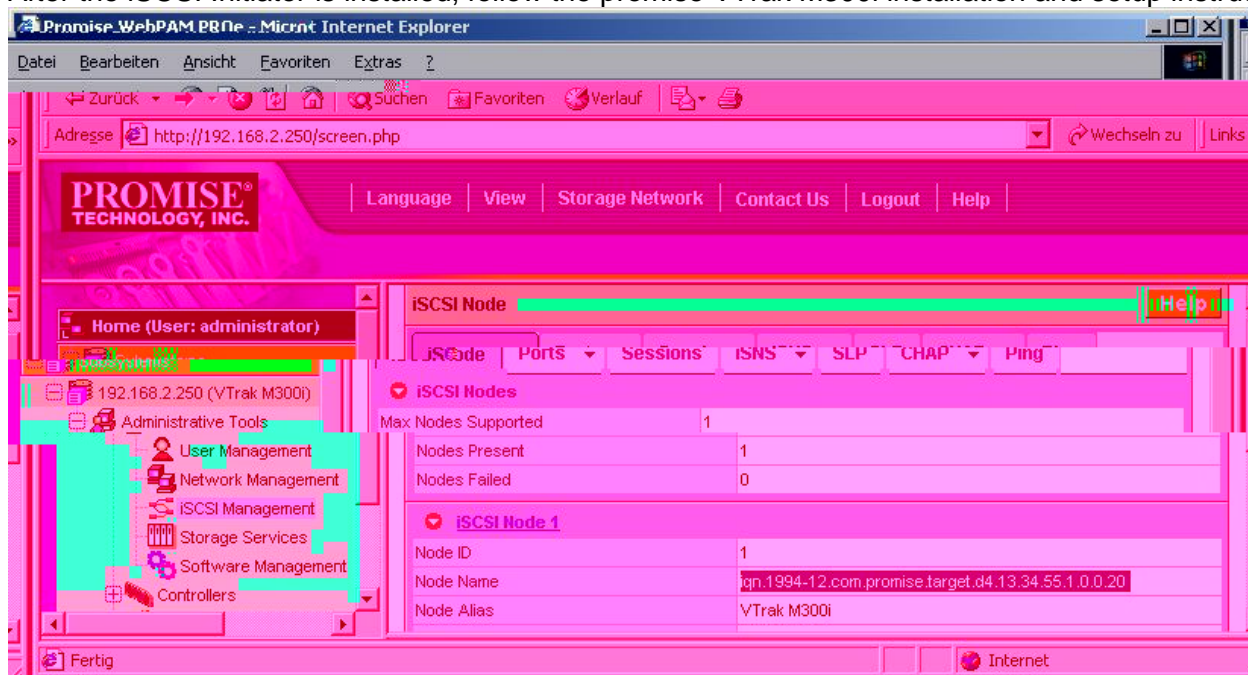 After the iSCSI initiator is installed, follow the promise VTrak M300i installation and setup
Promise WebPAM PROe - Internet Explorer
Datei Bearbeiten Ansicht Favoriten Extras ?
Zurück Suchen Favoriten Verlauf
Adresse http://192.168.2.250/screen.php Wechseln zu Links
PROMISE®
TECHNOLOGY, INC.
Language View Storage Network Contact Us Logout Help
iSCSI Node Help
Home (User: administrator)
Subsystems
Ports Sessions iSNS SLP CHAP Ping
192.168.2.250 (VTrak M300i)
iSCSI Nodes
Administrative Tools
Max Nodes Supported 1
User Management
Nodes Present 1
Network Management
Nodes Failed 0
iSCSI Management
iSCSI Node 1
Storage Services
Node ID 1
Software Management
Node Name iqn.1994-12.com.promise.target.d4.13.34.55.1.0.0.20
Controllers
Node Alias VTrak M300i
Fertig Internet